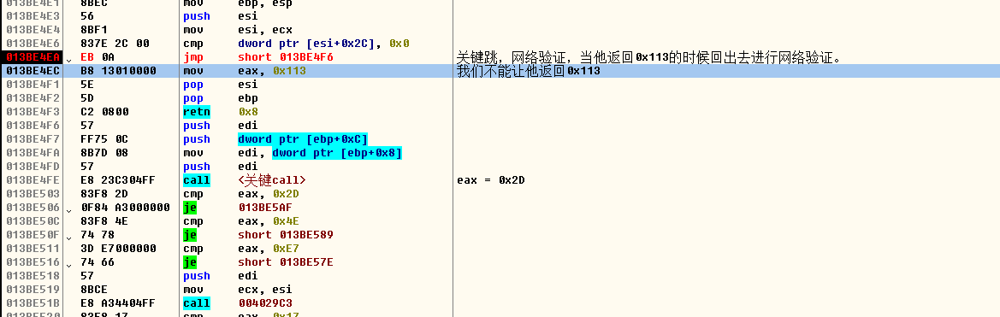 013BE4E1 8BEC mov ebp, esp
013BE4E3 56 push esi
013BE4E4 8BF1 mov esi, ecx
013BE4E6 837E 2C 00 cmp dword ptr [esi+0x2C], 0x0
013BE4EA EB 0A jmp short 013BE4F6 关键跳，网络验证，当他返回0x113的时候回出去进行网络验证。
013BE4EC B8 13010000 mov eax, 0x113 我们不能让他返回0x113
013BE4F1 5E pop esi
013BE4F2 5D pop ebp
013BE4F3 C2 0800 retn 0x8
013BE4F6 57 push edi
013BE4F7 FF75 0C push dword ptr [ebp+0xC]
013BE4FA 8B7D 08 mov edi, dword ptr [ebp+0x8]
013BE4FD 57 push edi
013BE4FE E8 23C304FF call <关键call> eax = 0x2D
013BE503 83F8 2D cmp eax, 0x2D
013BE506 0F84 A3000000 je 013BE5AF
013BE50C 83F8 4E cmp eax, 0x4E
013BE50F 74 78 je short 013BE589
013BE511 3D E7000000 cmp eax, 0xE7
013BE516 74 66 je short 013BE57E
013BE518 57 push edi
013BE519 8BCE mov ecx, esi
013BE51B E8 A34404FF call 004029C3
013BE520 83F8 17 cmp eax, 0x17